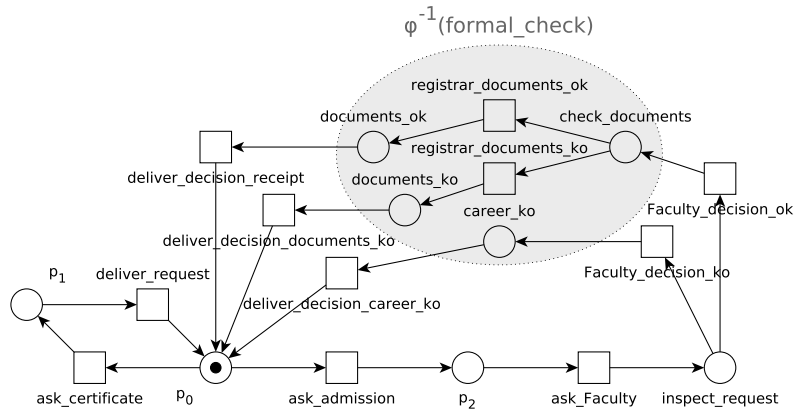 φ⁻¹(formal_check)
registrar_documents_ok
documents_ok
check_documents
registrar_documents_ko
deliver_decision_receipt
documents_ko
career_ko
Faculty_decision_ok
deliver_decision_documents_ko
p1
deliver_request
Faculty_decision_ko
deliver_decision_career_ko
ask_certificate
p0
ask_admission
p2
ask_Faculty
inspect_request